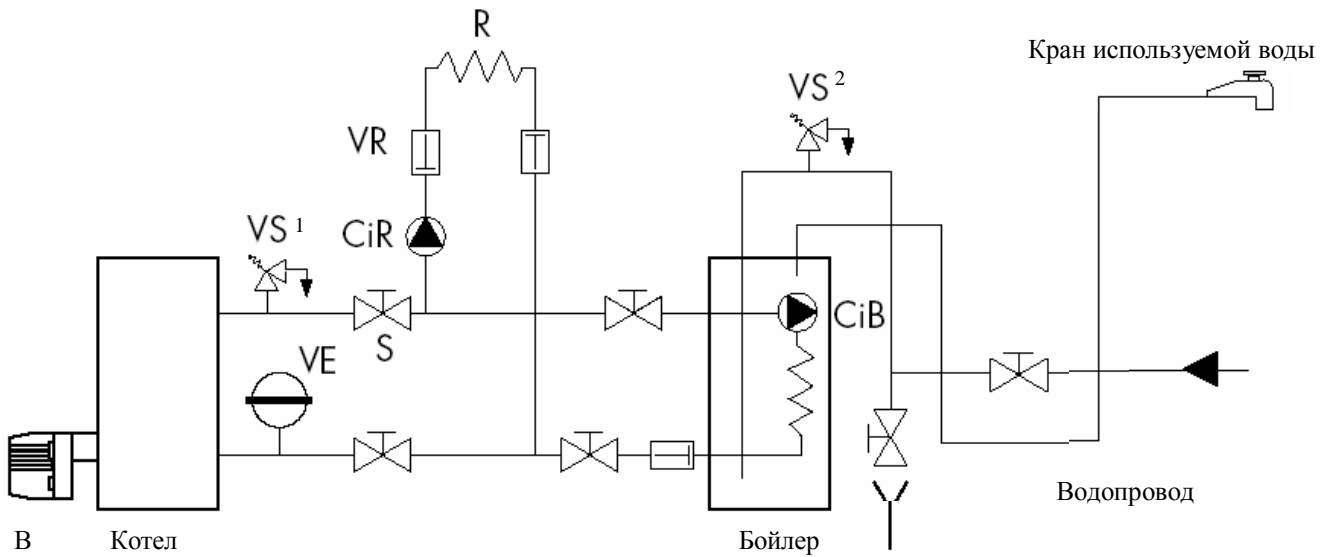 R
Кран используемой воды
VS 2
VR
VS 1
CiR
CiB
S
VE
Водопровод
В Котел Бойлер